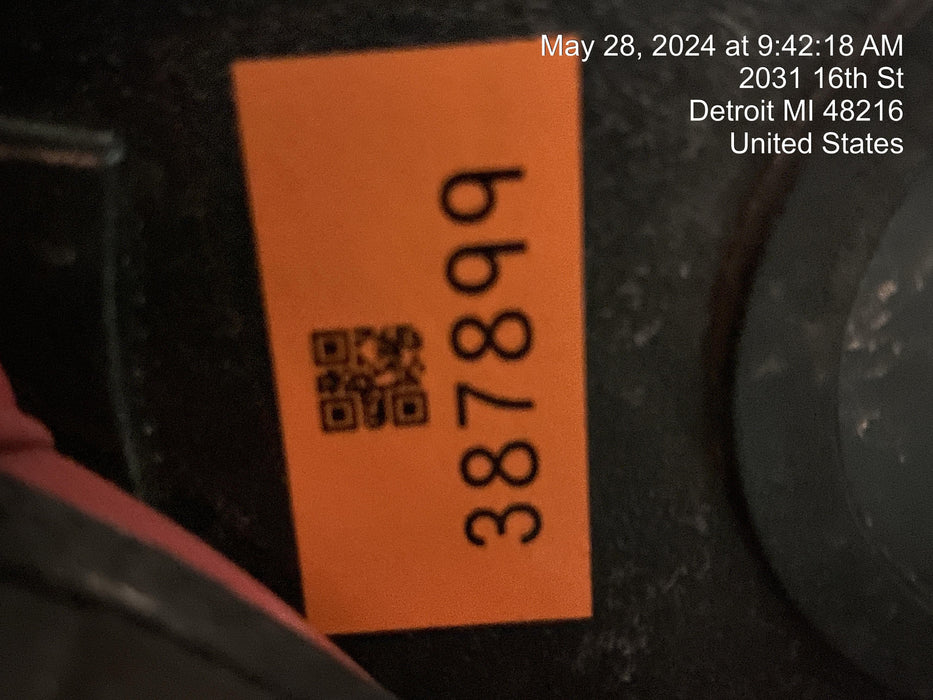 May 28, 2024 at 9:42:18 AM
2031 16th St
Detroit MI 48216
United States
387899